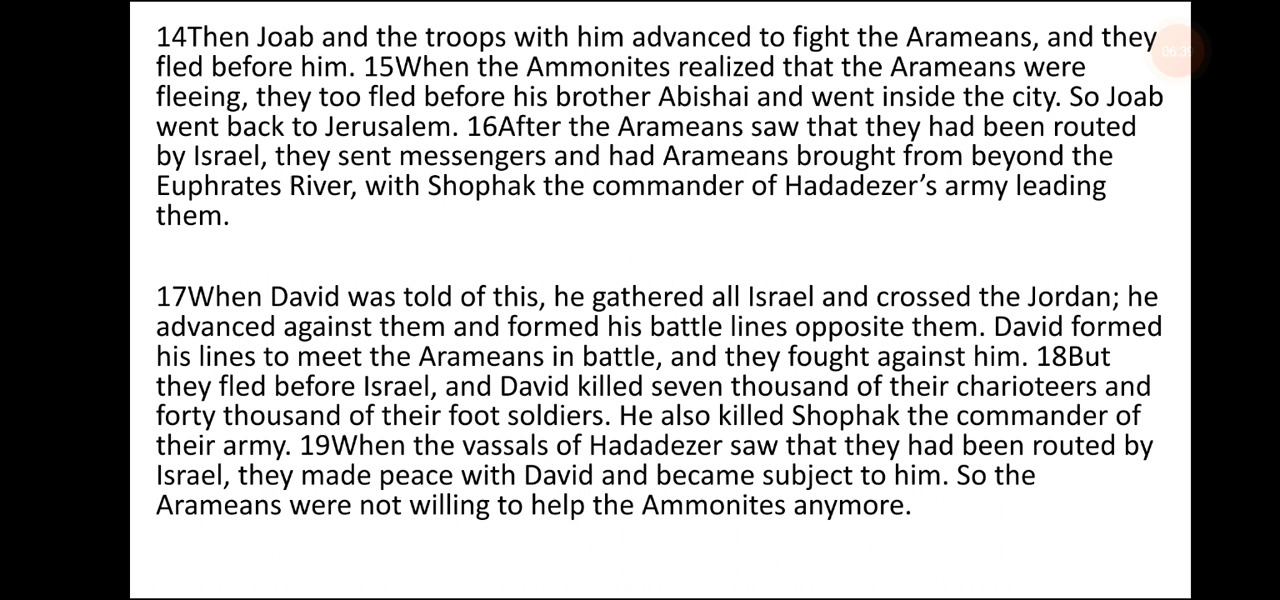 14Then Joab and the troops with him advanced to fight the Arameans, and they
fled before him. 15When the Ammonites realized that the Arameans were
fleeing, they too fled before his brother Abishai and went inside the city. So Joab
went back to Jerusalem. 16After the Arameans saw that they had been routed
by Israel, they sent messengers and had Arameans brought from beyond the
Euphrates River, with Shophak the commander of Hadadezer’s army leading
them.
17When David was told of this, he gathered all Israel and crossed the Jordan; he
advanced against them and formed his battle lines opposite them. David formed
his lines to meet the Arameans in battle, and they fought against him. 18But
they fled before Israel, and David killed seven thousand of their charioteers and
forty thousand of their foot soldiers. He also killed Shophak the commander of
their army. 19When the vassals of Hadadezer saw that they had been routed by
Israel, they made peace with David and became subject to him. So the
Arameans were not willing to help the Ammonites anymore.
06:39